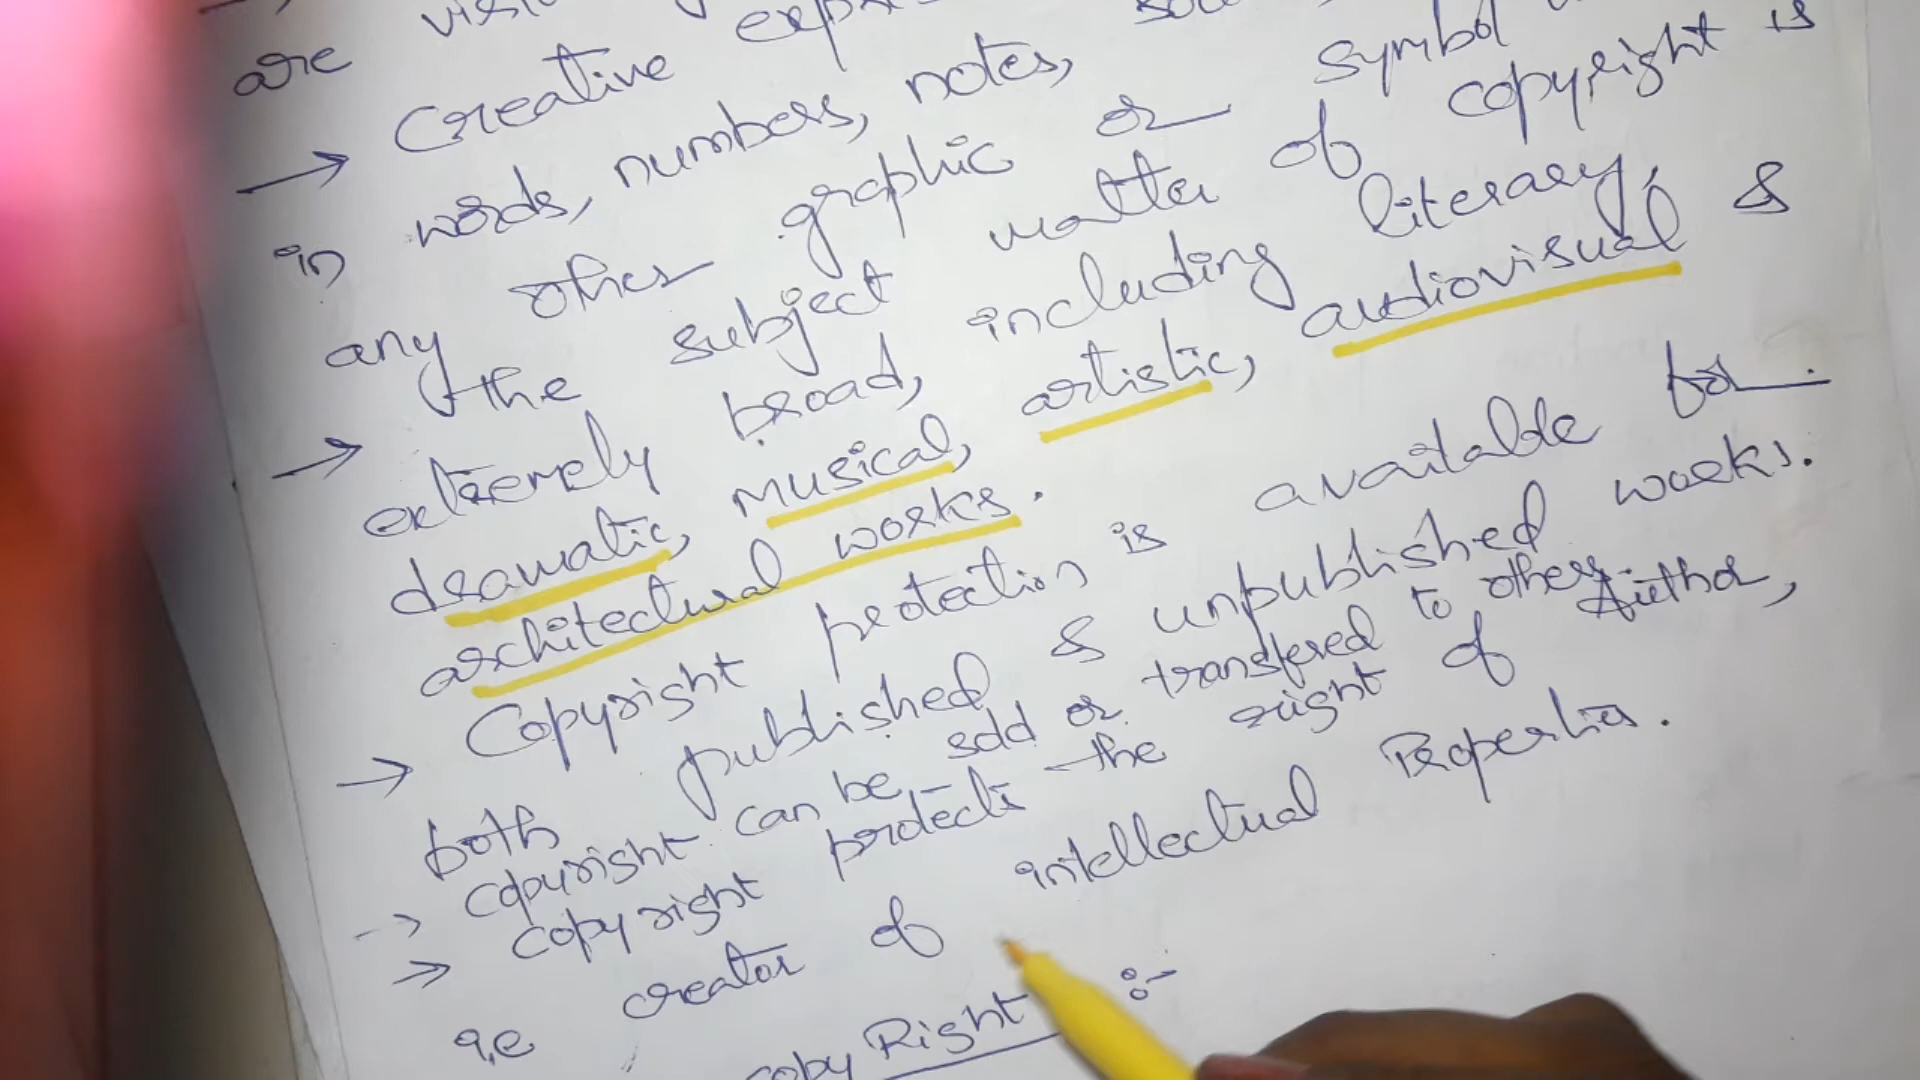 are
→ Creative
in words, numbers, notes,
any other graphic or symbol
→ the subject matter of copyright is
extremely broad, including literary,
dramatic, musical, artistic, audiovisual &
architectural works.
→ Copyright protection is available for
both published & unpublished works.
→ copyright can be sold or transfered to others.
→ copyright protects the right of Author,
i,e creator of intellectual Properties.
copy Right :-